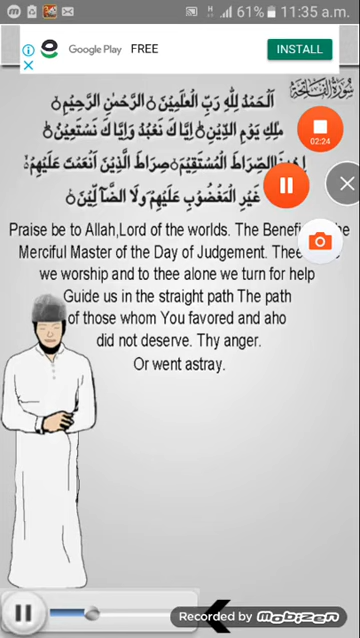 61% 11:35 a.m.
Google Play FREE INSTALL
سُورَةُ الفَاتِحَة
اَلْحَمْدُ لِلّٰهِ رَبِّ الْعٰلَمِيْنَ ۝ الرَّحْمٰنِ الرَّحِيْمِ ۝
مٰلِكِ يَوْمِ الدِّيْنِ ۝ اِيَّاكَ نَعْبُدُ وَاِيَّاكَ نَسْتَعِيْنُ ۝
الصِّرَاطَ الْمُسْتَقِيْمَ ۝ صِرَاطَ الَّذِيْنَ اَنْعَمْتَ عَلَيْهِمْ
غَيْرِ الْمَغْضُوْبِ عَلَيْهِمْ وَلَا الضَّآلِّيْنَ ۝
02:24
Praise be to Allah,Lord of the worlds. The
Merciful Master of the Day of Judgement.
we worship and to thee alone we turn for help
Guide us in the straight path The path
of those whom You favored and aho
did not deserve. Thy anger.
Or went astray.
Recorded by Mobizen